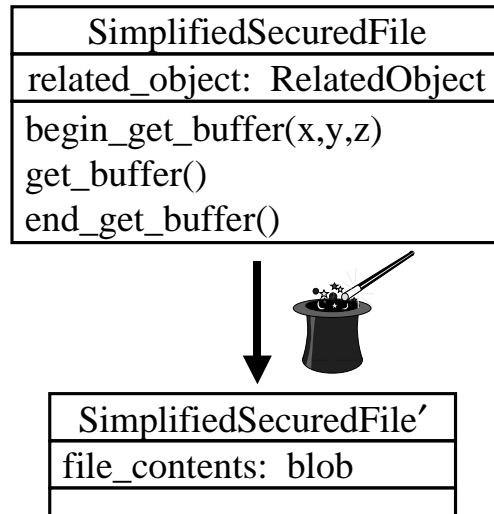 SimplifiedSecuredFile
related_object: RelatedObject
begin_get_buffer(x,y,z)
get_buffer()
end_get_buffer()
SimplifiedSecuredFile′
file_contents: blob